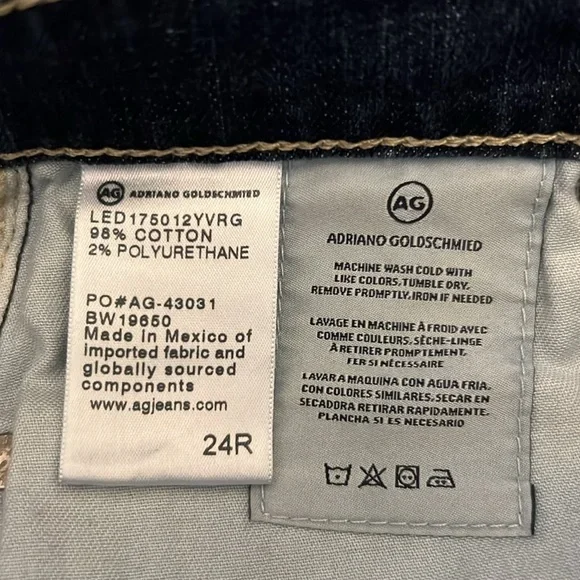 AG ADRIANO GOLDSCHMIED
LED175012YVRG
98% COTTON
2% POLYURETHANE
PO#AG-43031
BW19650
Made in Mexico of
imported fabric and
globally sourced
components
www.agjeans.com
24R
AG
ADRIANO GOLDSCHMIED
MACHINE WASH COLD WITH
LIKE COLORS. TUMBLE DRY.
REMOVE PROMPTLY. IRON IF NEEDED
LAVAGE EN MACHINE À FROID AVEC
COMME COULEURS. SÈCHE-LINGE
À RETIRER PROMPTEMENT.
FER SI NÉCESSAIRE
LAVAR A MAQUINA CON AGUA FRIA.
CON COLORES SIMILARES. SECAR EN
SECADORA RETIRAR RAPIDAMENTE.
PLANCHA SI ES NECESARIO.